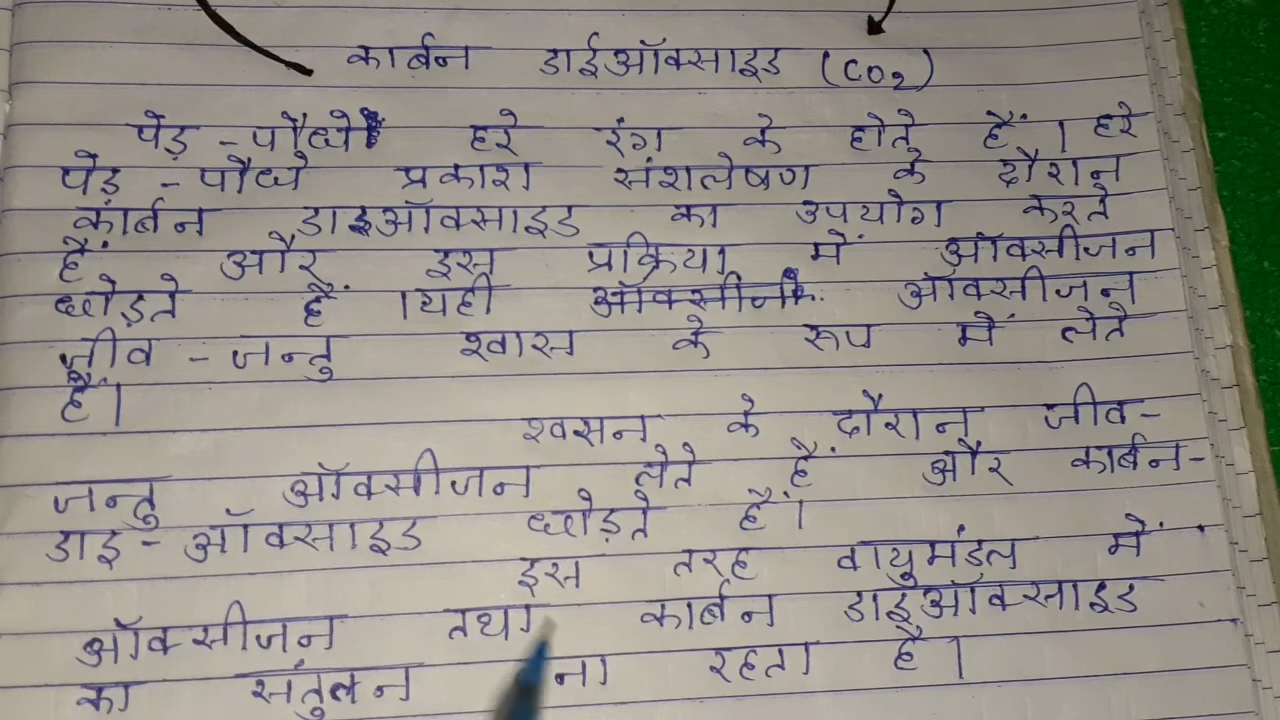 कार्बन डाईऑक्साइड (CO₂)
पेड़ - पौधे हरे रंग के होते हैं । हरे
पेड़ - पौधे प्रकाश संशलेषण के दौरान
कार्बन डाइऑक्साइड का उपयोग करते
हैं और इस प्रक्रिया में ऑक्सीजन
छोड़ते हैं । यही ऑक्सीजन
जीव - जन्तु श्वास के रूप में लेते
हैं।
श्वसन के दौरान जीव-
जन्तु ऑक्सीजन लेते हैं और कार्बन-
डाइ - ऑक्साइड छोड़ते हैं।
इस तरह वायुमंडल में
ऑक्सीजन तथा कार्बन डाइऑक्साइड
का संतुलन ना रहता है।